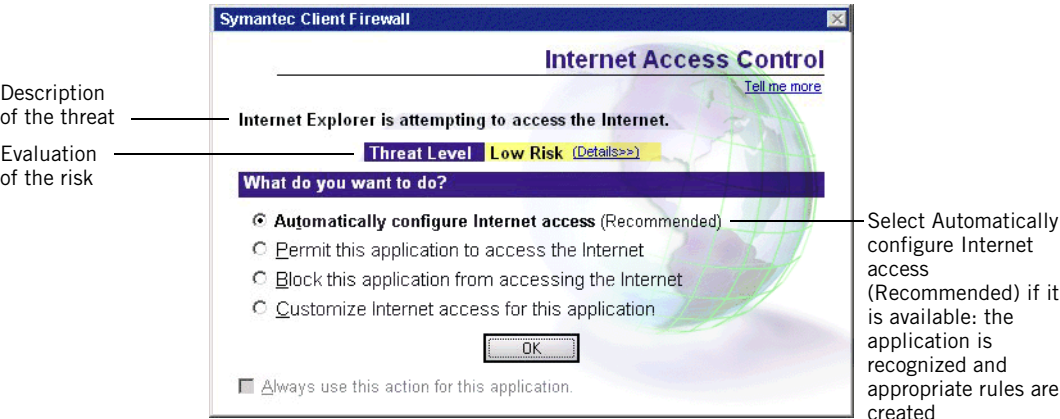 Symantec Client Firewall
Internet Access Control
Tell me more
Description
of the threat
Internet Explorer is attempting to access the Internet.
Evaluation
of the risk
Threat Level Low Risk (Details>>)
What do you want to do?
Automatically configure Internet access (Recommended)
Permit this application to access the Internet
Block this application from accessing the Internet
Customize Internet access for this application
OK
Always use this action for this application.
Select Automatically
configure Internet
access
(Recommended) if it
is available: the
application is
recognized and
appropriate rules are
created